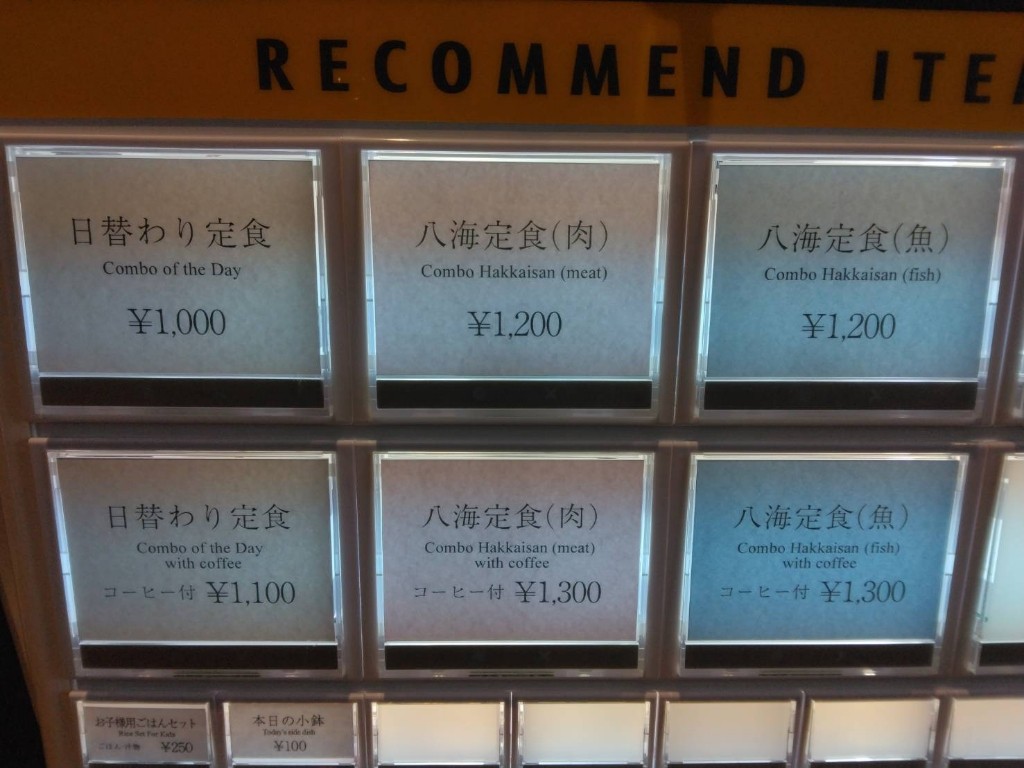 RECOMMEND
日替わり定食
Combo of the Day
¥1,000
八海定食(肉)
Combo Hakkaisan (meat)
¥1,200
八海定食(魚)
Combo Hakkaisan (fish)
¥1,200
日替わり定食
Combo of the Day
with coffee
コーヒー付 ¥1,100
八海定食(肉)
Combo Hakkaisan (meat)
with coffee
コーヒー付 ¥1,300
八海定食(魚)
Combo Hakkaisan (fish)
with coffee
コーヒー付 ¥1,300
お子様用ごはんセット
Rice Set For Kids
¥250
本日の小鉢
Today's side dish
¥100